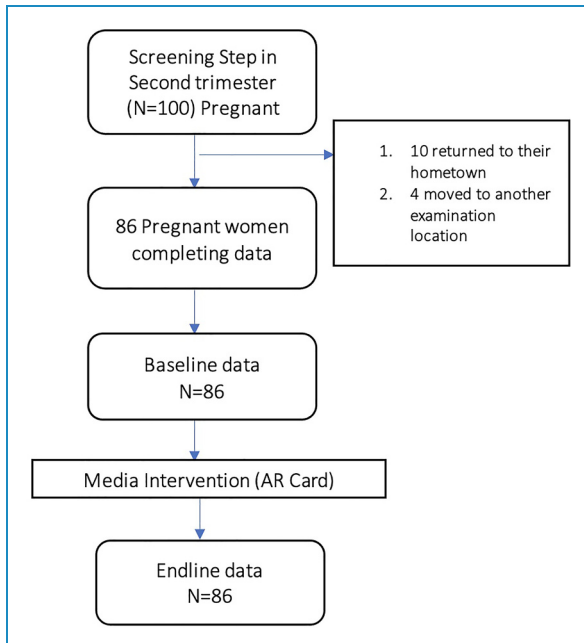 Screening Step in
Second trimester
(N=100) Pregnant
1. 10 returned to their
hometown
2. 4 moved to another
examination
location
86 Pregnant women
completing data
Baseline data
N=86
Media Intervention (AR Card)
Endline data
N=86